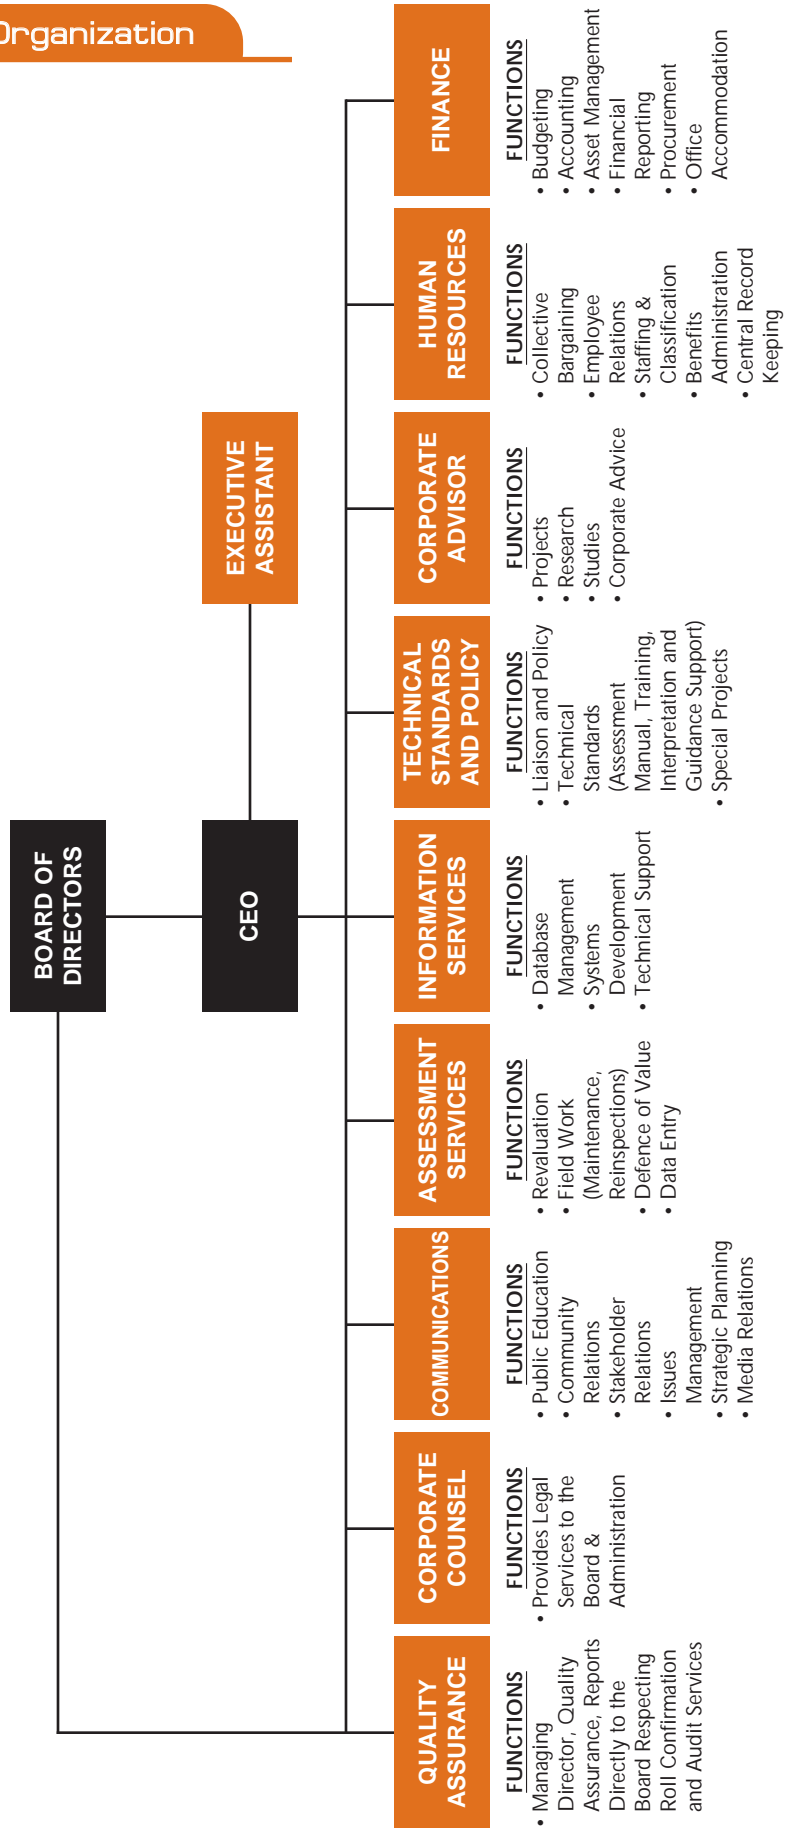 Organization
BOARD OF
DIRECTORS
CEO
EXECUTIVE
ASSISTANT
QUALITY
ASSURANCE
FUNCTIONS
• Managing
Director, Quality
Assurance, Reports
Directly to the
Board Respecting
Roll Confirmation
and Audit Services
CORPORATE
COUNSEL
FUNCTIONS
• Provides Legal
Services to the
Board &
Administration
COMMUNICATIONS
FUNCTIONS
• Public Education
• Community
Relations
• Stakeholder
Relations
• Issues
Management
• Strategic Planning
• Media Relations
ASSESSMENT
SERVICES
FUNCTIONS
• Revaluation
• Field Work
(Maintenance,
Reinspections)
• Defence of Value
• Data Entry
INFORMATION
SERVICES
FUNCTIONS
• Database
Management
• Systems
Development
• Technical Support
TECHNICAL
STANDARDS
AND POLICY
FUNCTIONS
• Liaison and Policy
• Technical
Standards
(Assessment
Manual, Training,
Interpretation and
Guidance Support)
• Special Projects
CORPORATE
ADVISOR
FUNCTIONS
• Projects
• Research
• Studies
• Corporate Advice
HUMAN
RESOURCES
FUNCTIONS
• Collective
Bargaining
• Employee
Relations
• Staffing &
Classification
• Benefits
Administration
• Central Record
Keeping
FINANCE
FUNCTIONS
• Budgeting
• Accounting
• Asset Management
• Financial
Reporting
• Procurement
• Office
Accommodation